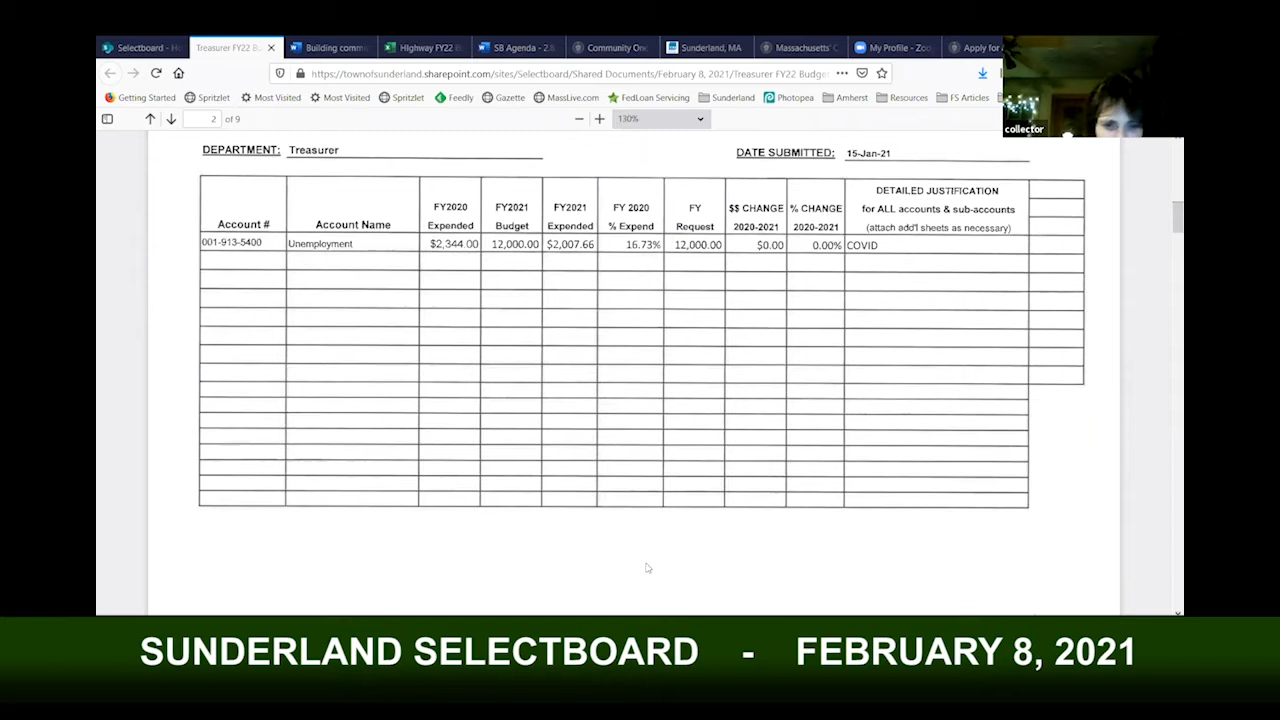 Selectboard - Ho
Treasurer FY22 Bu
Building commi
Highway FY22 B
SB Agenda - 2.8
Community One
Sunderland, MA
Massachusetts' C
My Profile - Zoo
Apply for a
https://townofsunderland.sharepoint.com/sites/Selectboard/Shared Documents/February 8, 2021/Treasurer FY22 Budge
Getting Started Spritzlet Most Visited Most Visited Spritzlet Feedly Gazette MassLive.com FedLoan Servicing Sunderland Photopea Amherst Resources FS Articles
collector
2 of 9
130%
DEPARTMENT: Treasurer
DATE SUBMITTED: 15-Jan-21
Account #
Account Name
FY2020 Expended
FY2021 Budget
FY2021 Expended
FY 2020 % Expend
FY Request
$$ CHANGE 2020-2021
% CHANGE 2020-2021
DETAILED JUSTIFICATION
for ALL accounts & sub-accounts
(attach add'l sheets as necessary)
001-913-5400 Unemployment $2,344.00 12,000.00 $2,007.66 16.73% 12,000.00 $0.00 0.00% COVID
SUNDERLAND SELECTBOARD - FEBRUARY 8, 2021